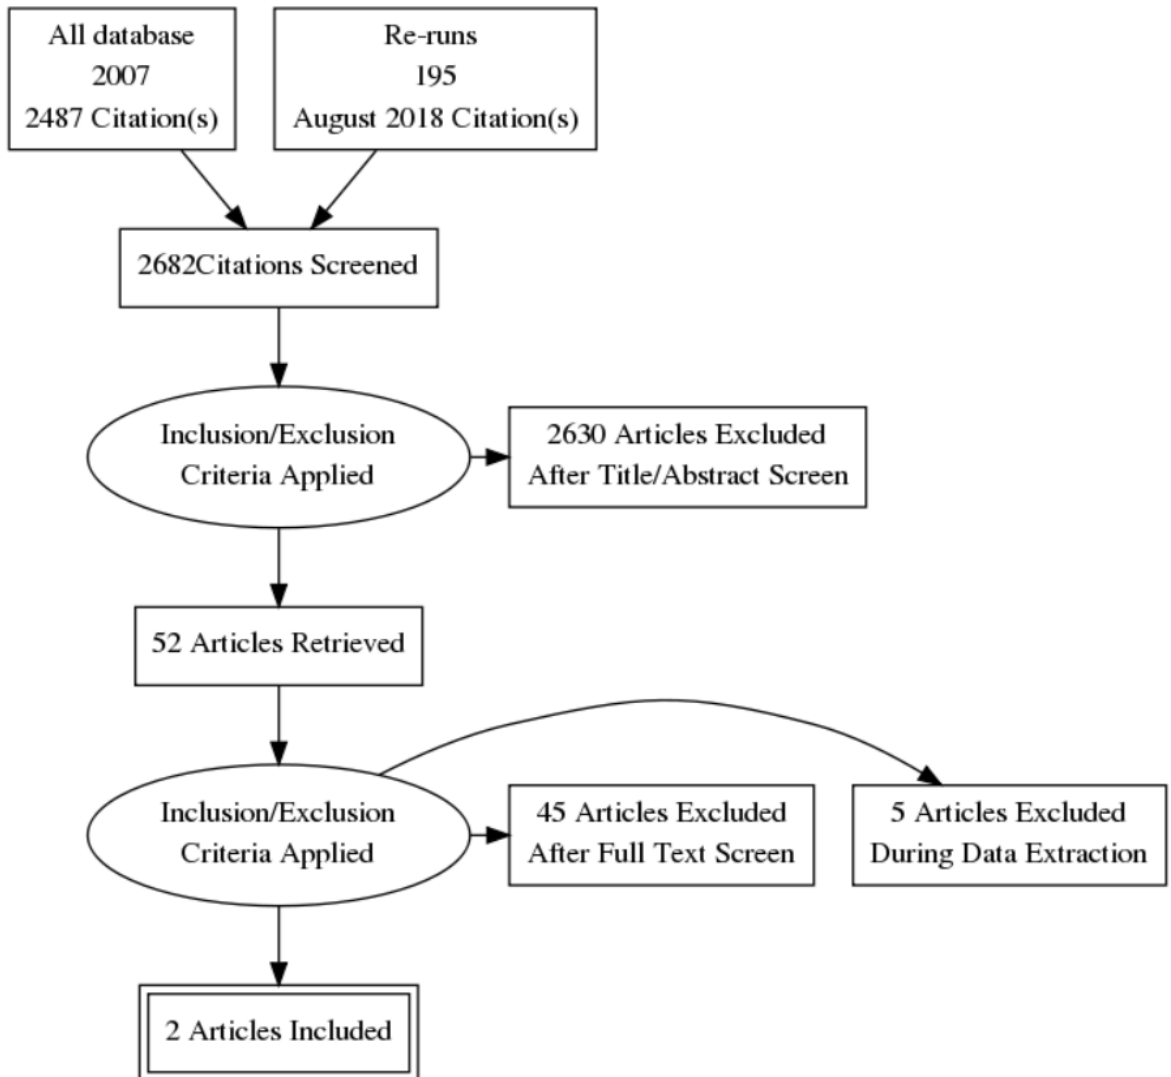 All database
2007
2487 Citation(s)
Re-runs
195
August 2018 Citation(s)
2682Citations Screened
Inclusion/Exclusion
Criteria Applied
2630 Articles Excluded
After Title/Abstract Screen
52 Articles Retrieved
Inclusion/Exclusion
Criteria Applied
45 Articles Excluded
After Full Text Screen
5 Articles Excluded
During Data Extraction
2 Articles Included